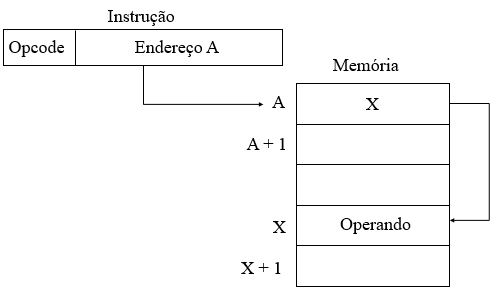 Instrução
Opcode Endereço A
Memória
A X
A + 1
X Operando
X + 1